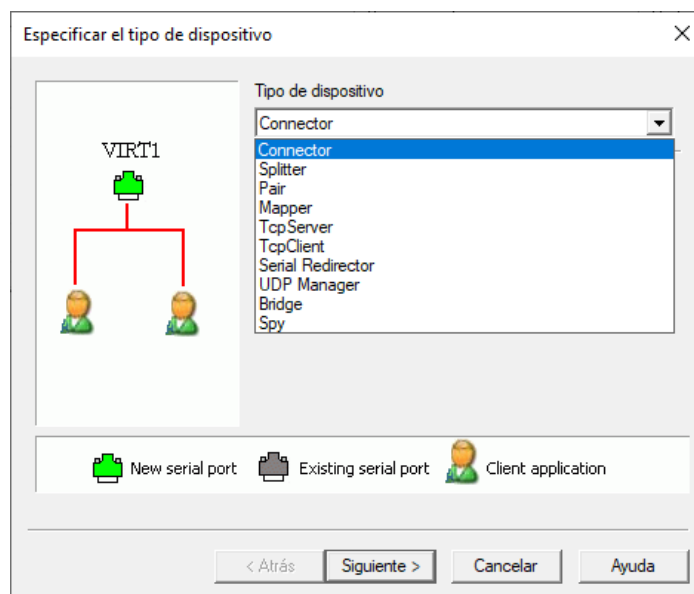 Especificar el tipo de dispositivo
Tipo de dispositivo
Connector
VIRT1
Connector
Splitter
Pair
Mapper
TcpServer
TcpClient
Serial Redirector
UDP Manager
Bridge
Spy
New serial port
Existing serial port
Client application
< Atrás
Siguiente >
Cancelar
Ayuda